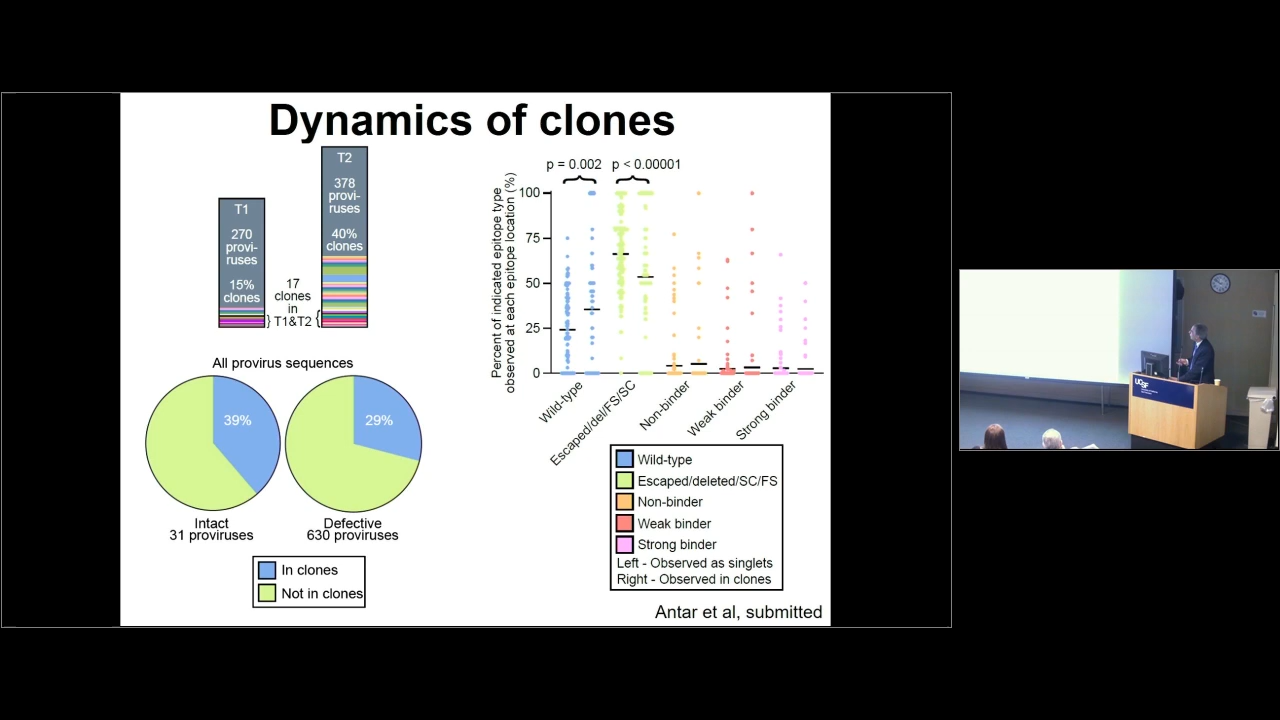 Dynamics of clones
T1
270
provi-
ruses
15%
clones
17
clones
in
T1&T2
T2
378
provi-
ruses
40%
clones
All provirus sequences
39%
29%
Intact
31 proviruses
Defective
630 proviruses
In clones
Not in clones
p = 0.002
p < 0.00001
Percent of indicated epitope type
observed at each epitope location (%)
100
75
50
25
0
Wild-type
Escaped/del/FS/SC
Non-binder
Weak binder
Strong binder
Wild-type
Escaped/deleted/SC/FS
Non-binder
Weak binder
Strong binder
Left - Observed as singlets
Right - Observed in clones
Antar et al, submitted
UCSF